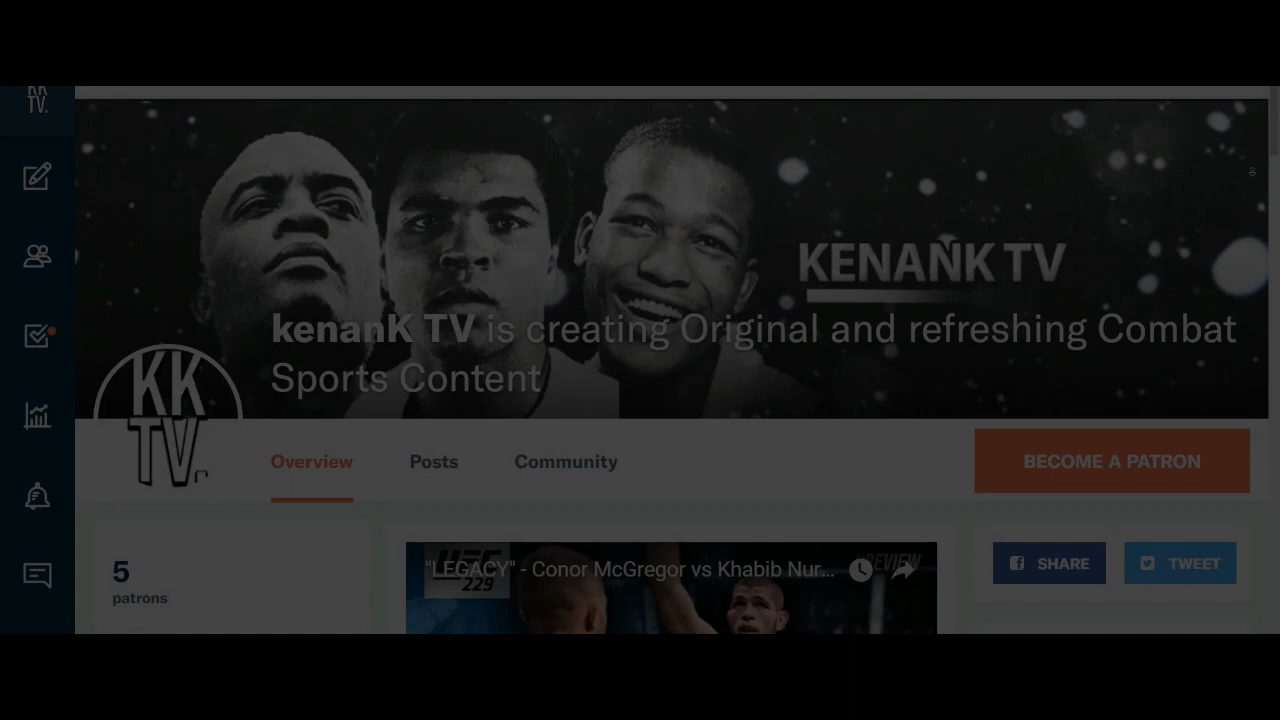 KK
TV.
KENANK TV
kenanK TV is creating Original and refreshing Combat
Sports Content
KK
TV
Overview
Posts
Community
BECOME A PATRON
5
patrons
UFC
229
PREVIEW
"LEGACY" - Conor McGregor vs Khabib Nur...
SHARE
TWEET